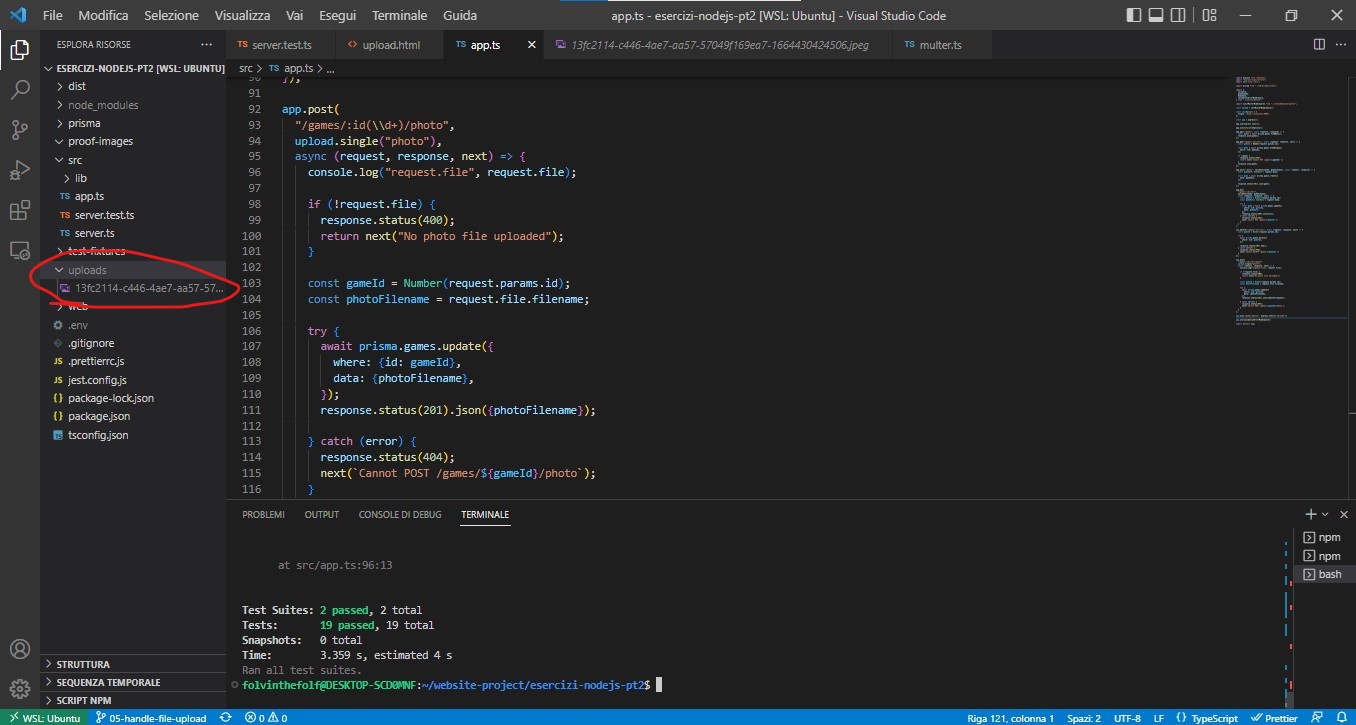 File Modifica Selezione Visualizza Vai Esegui Terminale Guida
app.ts - esercizi-nodejs-pt2 [WSL: Ubuntu] - Visual Studio Code
ESPLORA RISORSE
ESERCIZI-NODEJS-PT2 [WSL: UBUNTU]
dist
node_modules
prisma
proof-images
src
lib
TS app.ts
TS server.test.ts
TS server.ts
test-fixtures
uploads
13fc2114-c446-4ae7-aa57-57...
web
.env
.gitignore
JS .prettierrc.js
JS jest.config.js
{} package-lock.json
{} package.json
TS tsconfig.json
STRUTTURA
SEQUENZA TEMPORALE
SCRIPT NPM
TS server.test.ts
<> upload.html
TS app.ts
13fc2114-c446-4ae7-aa57-57049f169ea7-1664430424506.jpeg
TS multer.ts
src > TS app.ts > ...
90 });
91
92 app.post(
93 "/games/:id(\\d+)/photo",
94 upload.single("photo"),
95 async (request, response, next) => {
96 console.log("request.file", request.file);
97
98 if (!request.file) {
99 response.status(400);
100 return next("No photo file uploaded");
101 }
102
103 const gameId = Number(request.params.id);
104 const photoFilename = request.file.filename;
105
106 try {
107 await prisma.games.update({
108 where: {id: gameId},
109 data: {photoFilename},
110 });
111 response.status(201).json({photoFilename});
112
113 } catch (error) {
114 response.status(404);
115 next(`Cannot POST /games/${gameId}/photo`);
116 }
PROBLEMI OUTPUT CONSOLE DI DEBUG TERMINALE
at src/app.ts:96:13
Test Suites: 2 passed, 2 total
Tests: 19 passed, 19 total
Snapshots: 0 total
Time: 3.359 s, estimated 4 s
Ran all test suites.
folvinthefolf@DESKTOP-SCD0MNF:~/website-project/esercizi-nodejs-pt2$
npm
npm
bash
WSL: Ubuntu
05-handle-file-upload
0 0
Riga 121, colonna 1
Spazi: 2
UTF-8
LF
{} TypeScript
Prettier